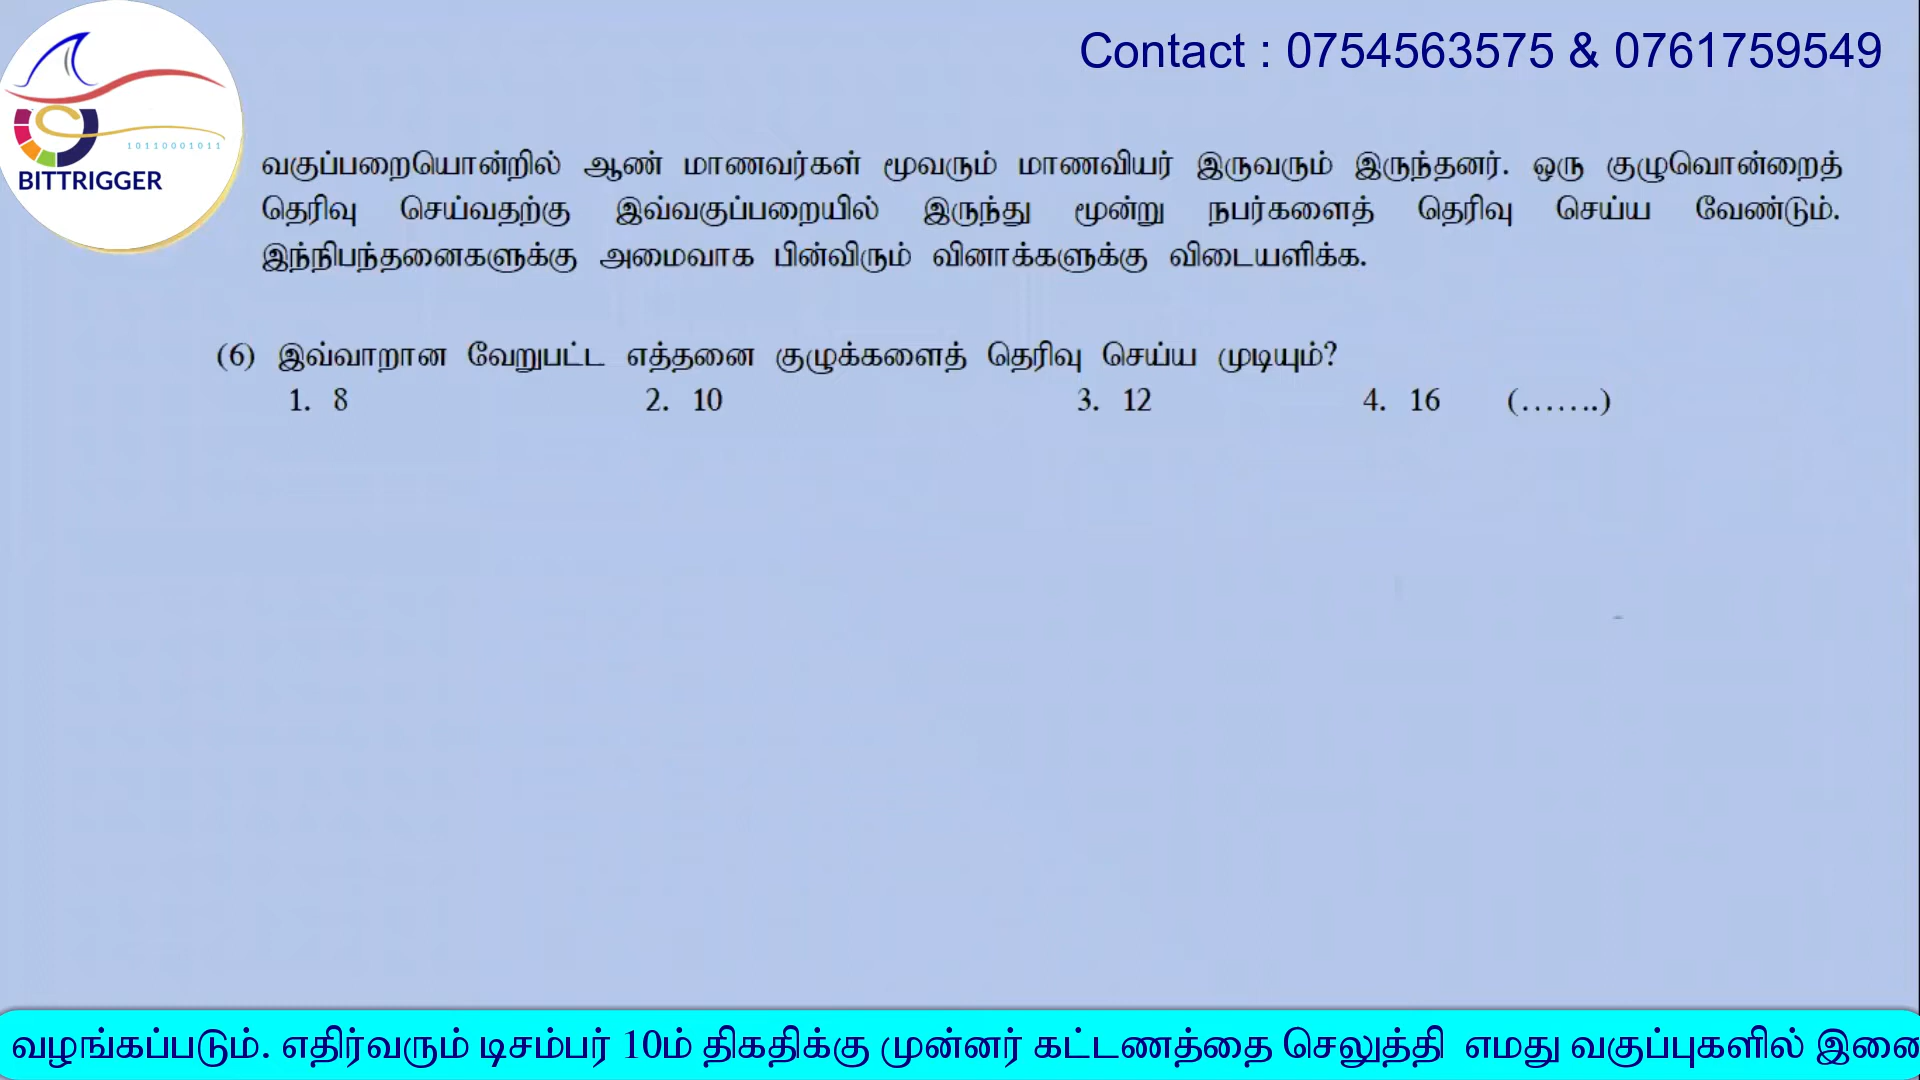 Contact : 0754563575 & 0761759549
10110001011
BITTRIGGER
வகுப்பறையொன்றில் ஆண் மாணவர்கள் மூவரும் மாணவியர் இருவரும் இருந்தனர். ஒரு குழுவொன்றைத்
தெரிவு செய்வதற்கு இவ்வகுப்பறையில் இருந்து மூன்று நபர்களைத் தெரிவு செய்ய வேண்டும்.
இந்நிபந்தனைகளுக்கு அமைவாக பின்விரும் வினாக்களுக்கு விடையளிக்க.
(6) இவ்வாறான வேறுபட்ட எத்தனை குழுக்களைத் தெரிவு செய்ய முடியும்?
1. 8 2. 10 3. 12 4. 16 (.......)
வழங்கப்படும். எதிர்வரும் டிசம்பர் 10ம் திகதிக்கு முன்னர் கட்டணத்தை செலுத்தி எமது வகுப்புகளில்